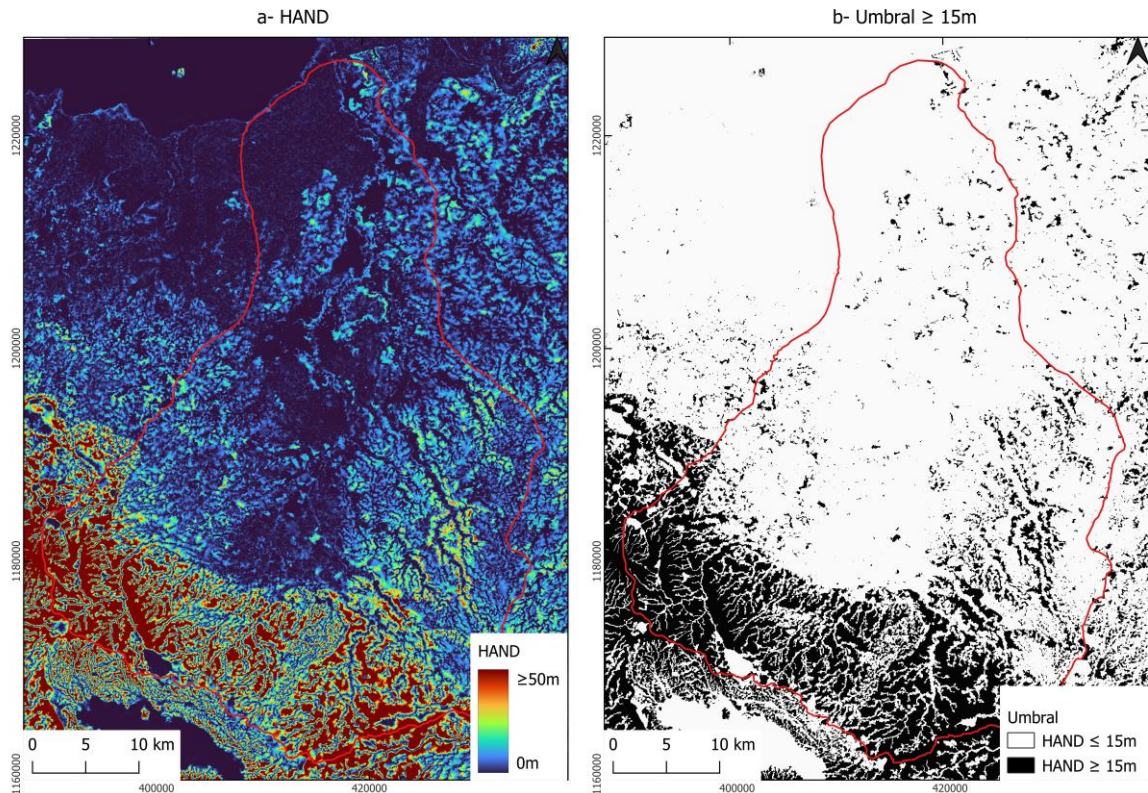 a- HAND
1220000
1200000
1180000
1160000
400000
420000
0 5 10 km
HAND
≥50m
0m
b- Umbral ≥ 15m
1220000
1200000
1180000
1160000
400000
420000
0 5 10 km
Umbral
HAND ≤ 15m
HAND ≥ 15m